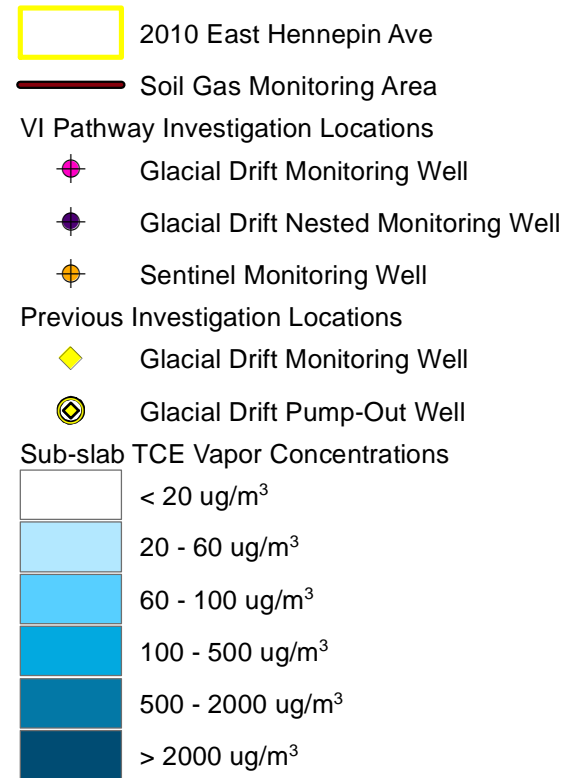 2010 East Hennepin Ave
Soil Gas Monitoring Area
VI Pathway Investigation Locations
Glacial Drift Monitoring Well
Glacial Drift Nested Monitoring Well
Sentinel Monitoring Well
Previous Investigation Locations
Glacial Drift Monitoring Well
Glacial Drift Pump-Out Well
Sub-slab TCE Vapor Concentrations
< 20 ug/m³
20 - 60 ug/m³
60 - 100 ug/m³
100 - 500 ug/m³
500 - 2000 ug/m³
> 2000 ug/m³